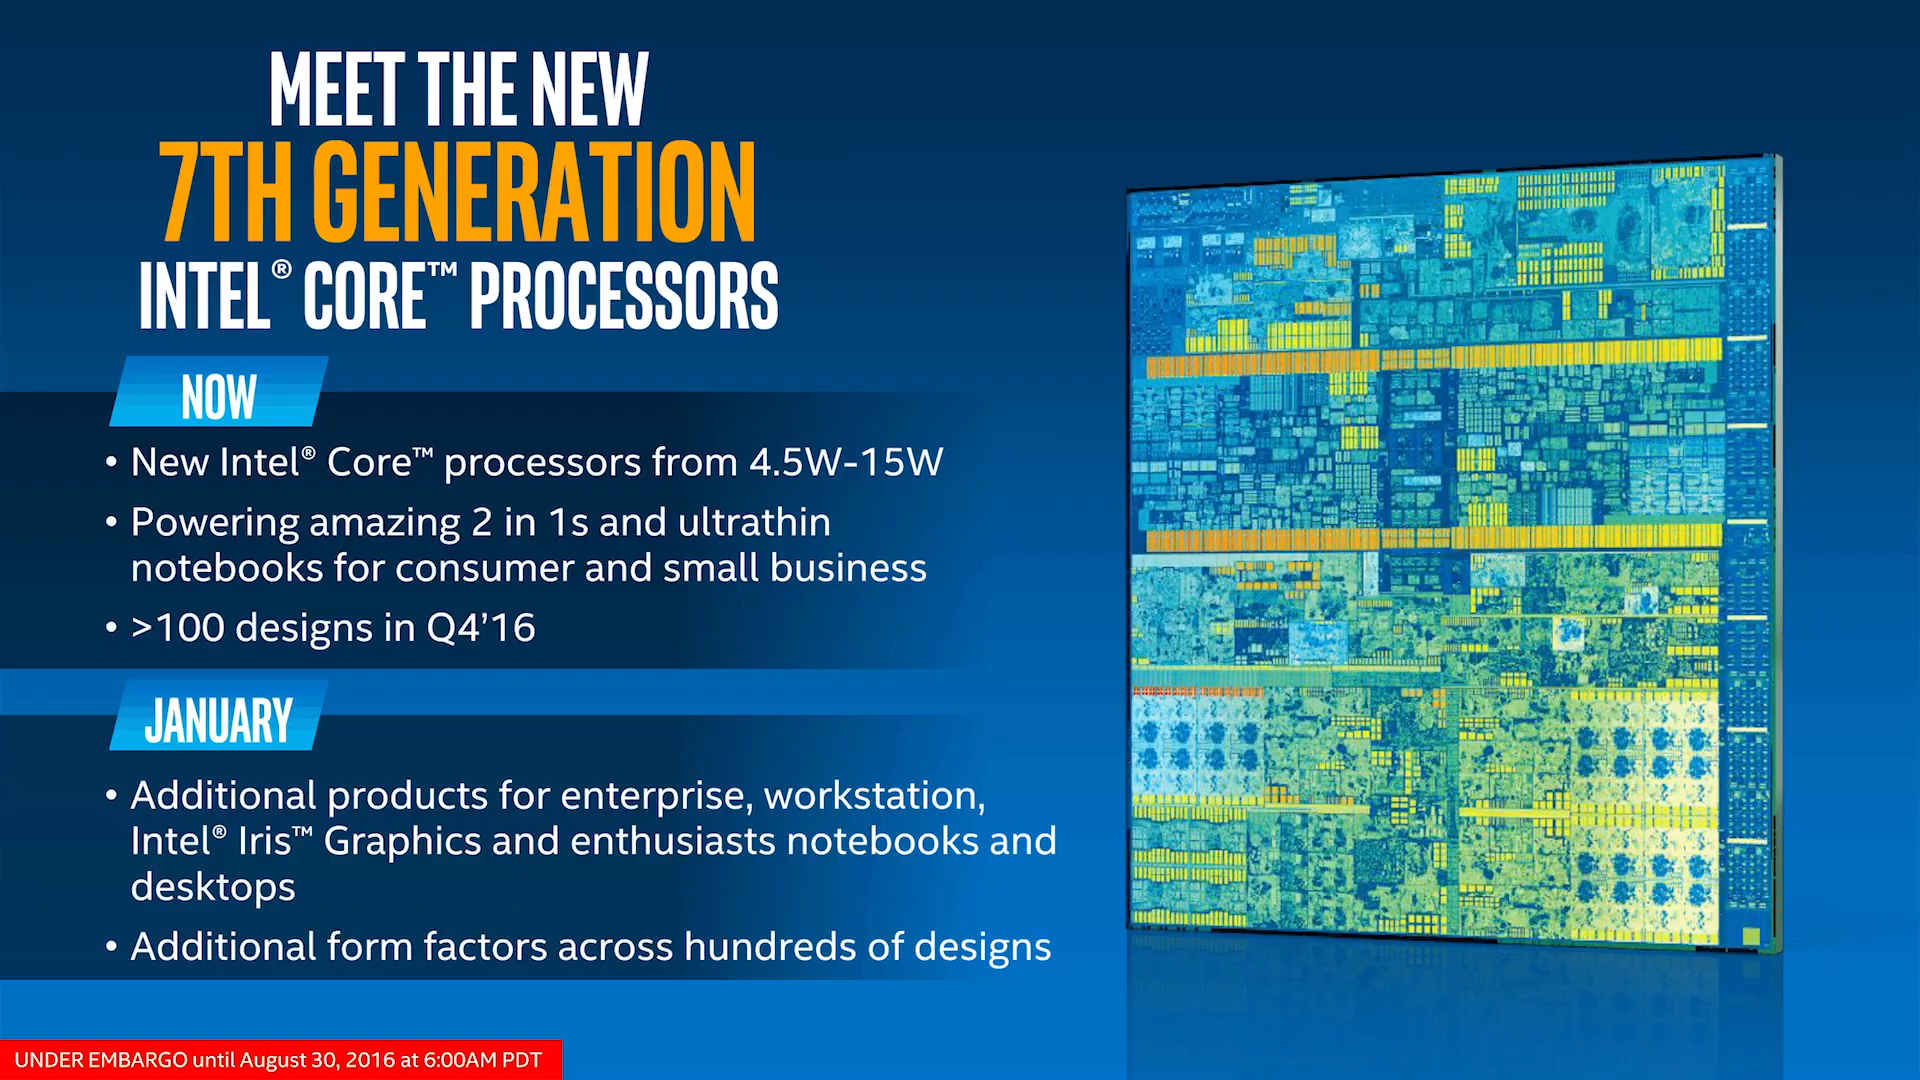 MEET THE NEW
7TH GENERATION
INTEL® CORE™ PROCESSORS
NOW
• New Intel® Core™ processors from 4.5W-15W
• Powering amazing 2 in 1s and ultrathin
notebooks for consumer and small business
• >100 designs in Q4’16
JANUARY
• Additional products for enterprise, workstation,
Intel® Iris™ Graphics and enthusiasts notebooks and
desktops
• Additional form factors across hundreds of designs
UNDER EMBARGO until August 30, 2016 at 6:00AM PDT